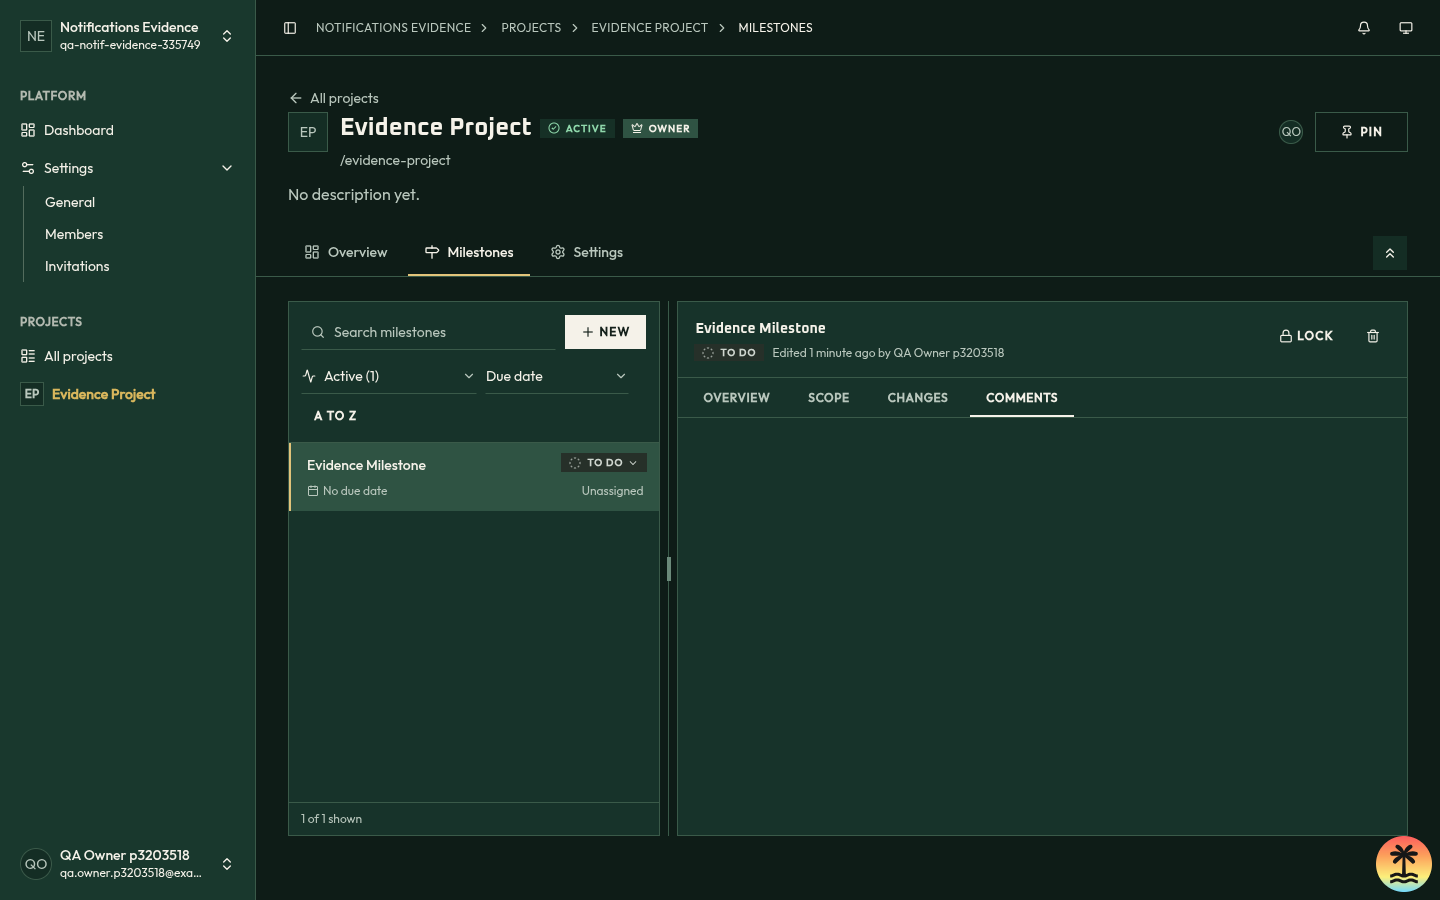 NE
Notifications Evidence
qa-notif-evidence-335749
PLATFORM
Dashboard
Settings
General
Members
Invitations
PROJECTS
All projects
EP
Evidence Project
QO
QA Owner p3203518
qa.owner.p3203518@exa...
NOTIFICATIONS EVIDENCE
PROJECTS
EVIDENCE PROJECT
MILESTONES
All projects
EP
Evidence Project
ACTIVE
OWNER
/evidence-project
QO
PIN
No description yet.
Overview
Milestones
Settings
Search milestones
NEW
Active (1)
Due date
A TO Z
Evidence Milestone
TO DO
No due date
Unassigned
1 of 1 shown
Evidence Milestone
TO DO
Edited 1 minute ago by QA Owner p3203518
LOCK
OVERVIEW
SCOPE
CHANGES
COMMENTS